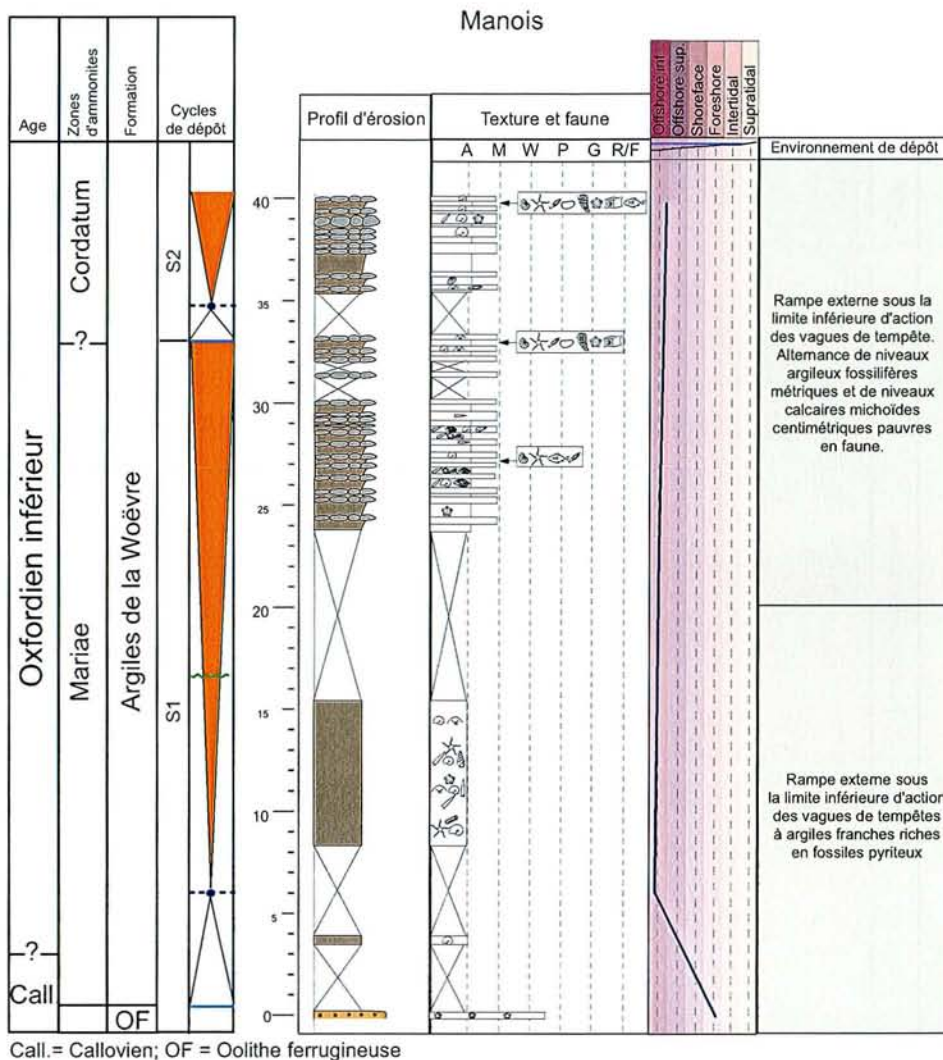 Manois
Age
Zones d'ammonites
Formation
Cycles de dépôt
Profil d'érosion
Texture et faune
A M W P G R/F
Offshore inf.
Offshore sup.
Shoreface
Foreshore
Intertidal
Supratidal
Environnement de dépôt
Oxfordien inférieur
-?-
Call
Cordatum
-?-
Mariae
Argiles de la Woëvre
OF
S2
S1
40
35
30
25
20
15
10
5
0
Rampe externe sous la
limite inférieure d'action
des vagues de tempête.
Alternance de niveaux
argileux fossilifères
métriques et de niveaux
calcaires michoïdes
centimétriques pauvres
en faune.
Rampe externe sous
la limite inférieure d'action
des vagues de tempêtes
à argiles franches riches
en fossiles pyriteux
Call.= Callovien; OF = Oolithe ferrugineuse